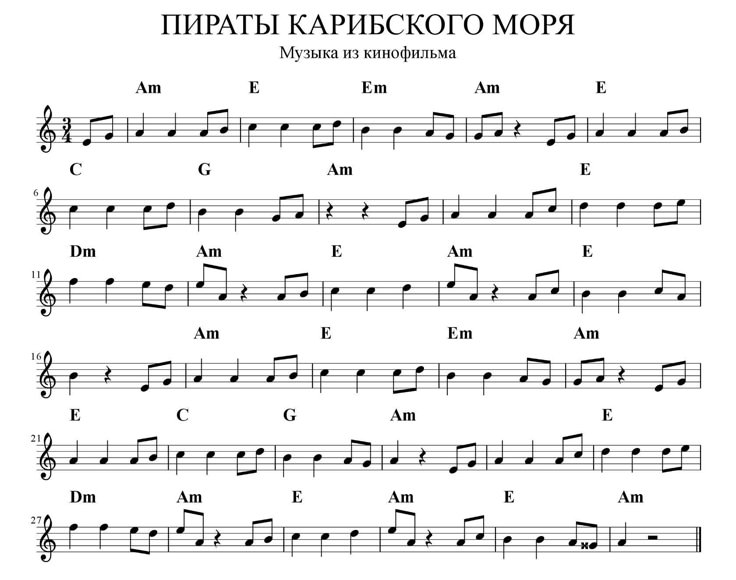 ПИРАТЫ КАРИБСКОГО МОРЯ
Музыка из кинофильма
Am E Em Am E
3
4
C G Am E
6
Dm Am E Am E
11
Am E Em Am
16
E C G Am E
21
Dm Am E Am E Am
27